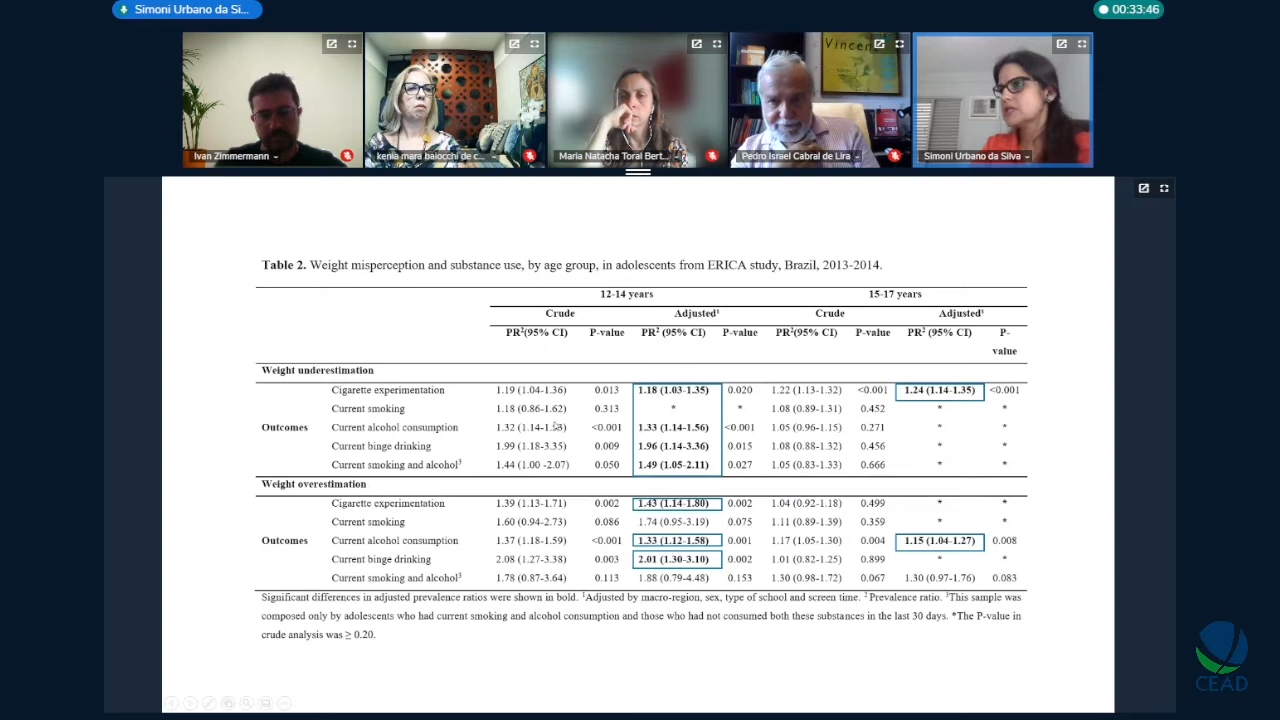 Simoni Urbano da Si...
00:33:46
Vincen
Ivan Zimmermann
kenia mara baiocchi de c...
Maria Natacha Toral Bert...
Pedro Israel Cabral de Lira
Simoni Urbano da Silva
Table 2. Weight misperception and substance use, by age group, in adolescents from ERICA study, Brazil, 2013-2014.
12-14 years 15-17 years
Crude Adjusted¹ Crude Adjusted¹
PR²(95% CI) P-value PR² (95% CI) P-value PR²(95% CI) P-value PR² (95% CI) P-
value
Weight underestimation
Cigarette experimentation 1.19 (1.04-1.36) 0.013 1.18 (1.03-1.35) 0.020 1.22 (1.13-1.32) <0.001 1.24 (1.14-1.35) <0.001
Current smoking 1.18 (0.86-1.62) 0.313 * * 1.08 (0.89-1.31) 0.452 * *
Outcomes Current alcohol consumption 1.32 (1.14- <0.001 1.33 (1.14-1.56) <0.001 1.05 (0.96-1.15) 0.271 * *
Current binge drinking 1.99 (1.18-3.35) 0.009 1.96 (1.14-3.36) 0.015 1.08 (0.88-1.32) 0.456 * *
Current smoking and alcohol³ 1.44 (1.00 -2.07) 0.050 1.49 (1.05-2.11) 0.027 1.05 (0.83-1.33) 0.666 * *
Weight overestimation
Cigarette experimentation 1.39 (1.13-1.71) 0.002 1.43 (1.14-1.80) 0.002 1.04 (0.92-1.18) 0.499 * *
Current smoking 1.60 (0.94-2.73) 0.086 1.74 (0.95-3.19) 0.075 1.11 (0.89-1.39) 0.359 * *
Outcomes Current alcohol consumption 1.37 (1.18-1.59) <0.001 1.33 (1.12-1.58) 0.001 1.17 (1.05-1.30) 0.004 1.15 (1.04-1.27) 0.008
Current binge drinking 2.08 (1.27-3.38) 0.003 2.01 (1.30-3.10) 0.002 1.01 (0.82-1.25) 0.899 * *
Current smoking and alcohol³ 1.78 (0.87-3.64) 0.113 1.88 (0.79-4.48) 0.153 1.30 (0.98-1.72) 0.067 1.30 (0.97-1.76) 0.083
Significant differences in adjusted prevalence ratios were shown in bold. ¹Adjusted by macro-region, sex, type of school and screen time. ²Prevalence ratio. ³This sample was
composed only by adolescents who had current smoking and alcohol consumption and those who had not consumed both these substances in the last 30 days. *The P-value in
crude analysis was ≥ 0.20.
CEAD